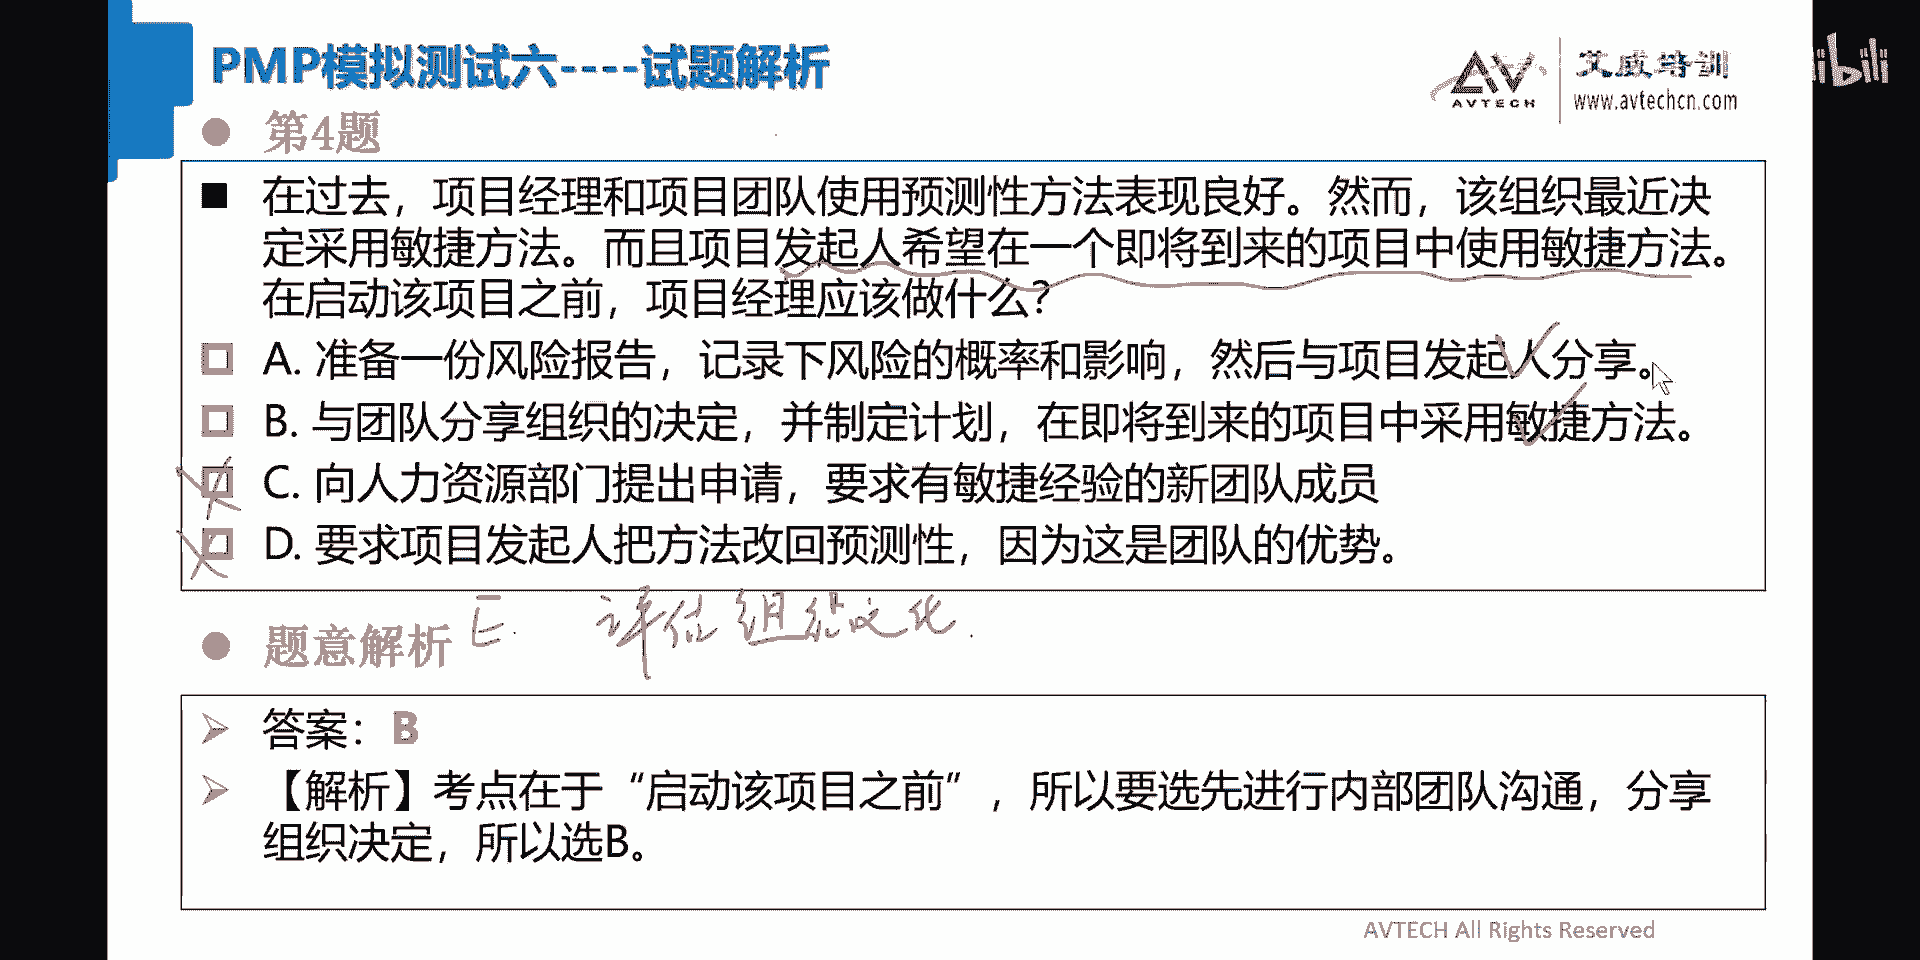 PMP模拟测试六----试题解析
AVTECH
艾威培训
www.avtechcn.com
bili
第4题
在过去，项目经理和项目团队使用预测性方法表现良好。然而，该组织最近决
定采用敏捷方法。而且项目发起人希望在一个即将到来的项目中使用敏捷方法。
在启动该项目之前，项目经理应该做什么？
A. 准备一份风险报告，记录下风险的概率和影响，然后与项目发起人分享。
B. 与团队分享组织的决定，并制定计划，在即将到来的项目中采用敏捷方法。
C. 向人力资源部门提出申请，要求有敏捷经验的新团队成员
D. 要求项目发起人把方法改回预测性，因为这是团队的优势。
E. 评估组织文化.
题意解析
答案：B
【解析】考点在于“启动该项目之前”，所以要选先进行内部团队沟通，分享
组织决定，所以选B。
AVTECH All Rights Reserved